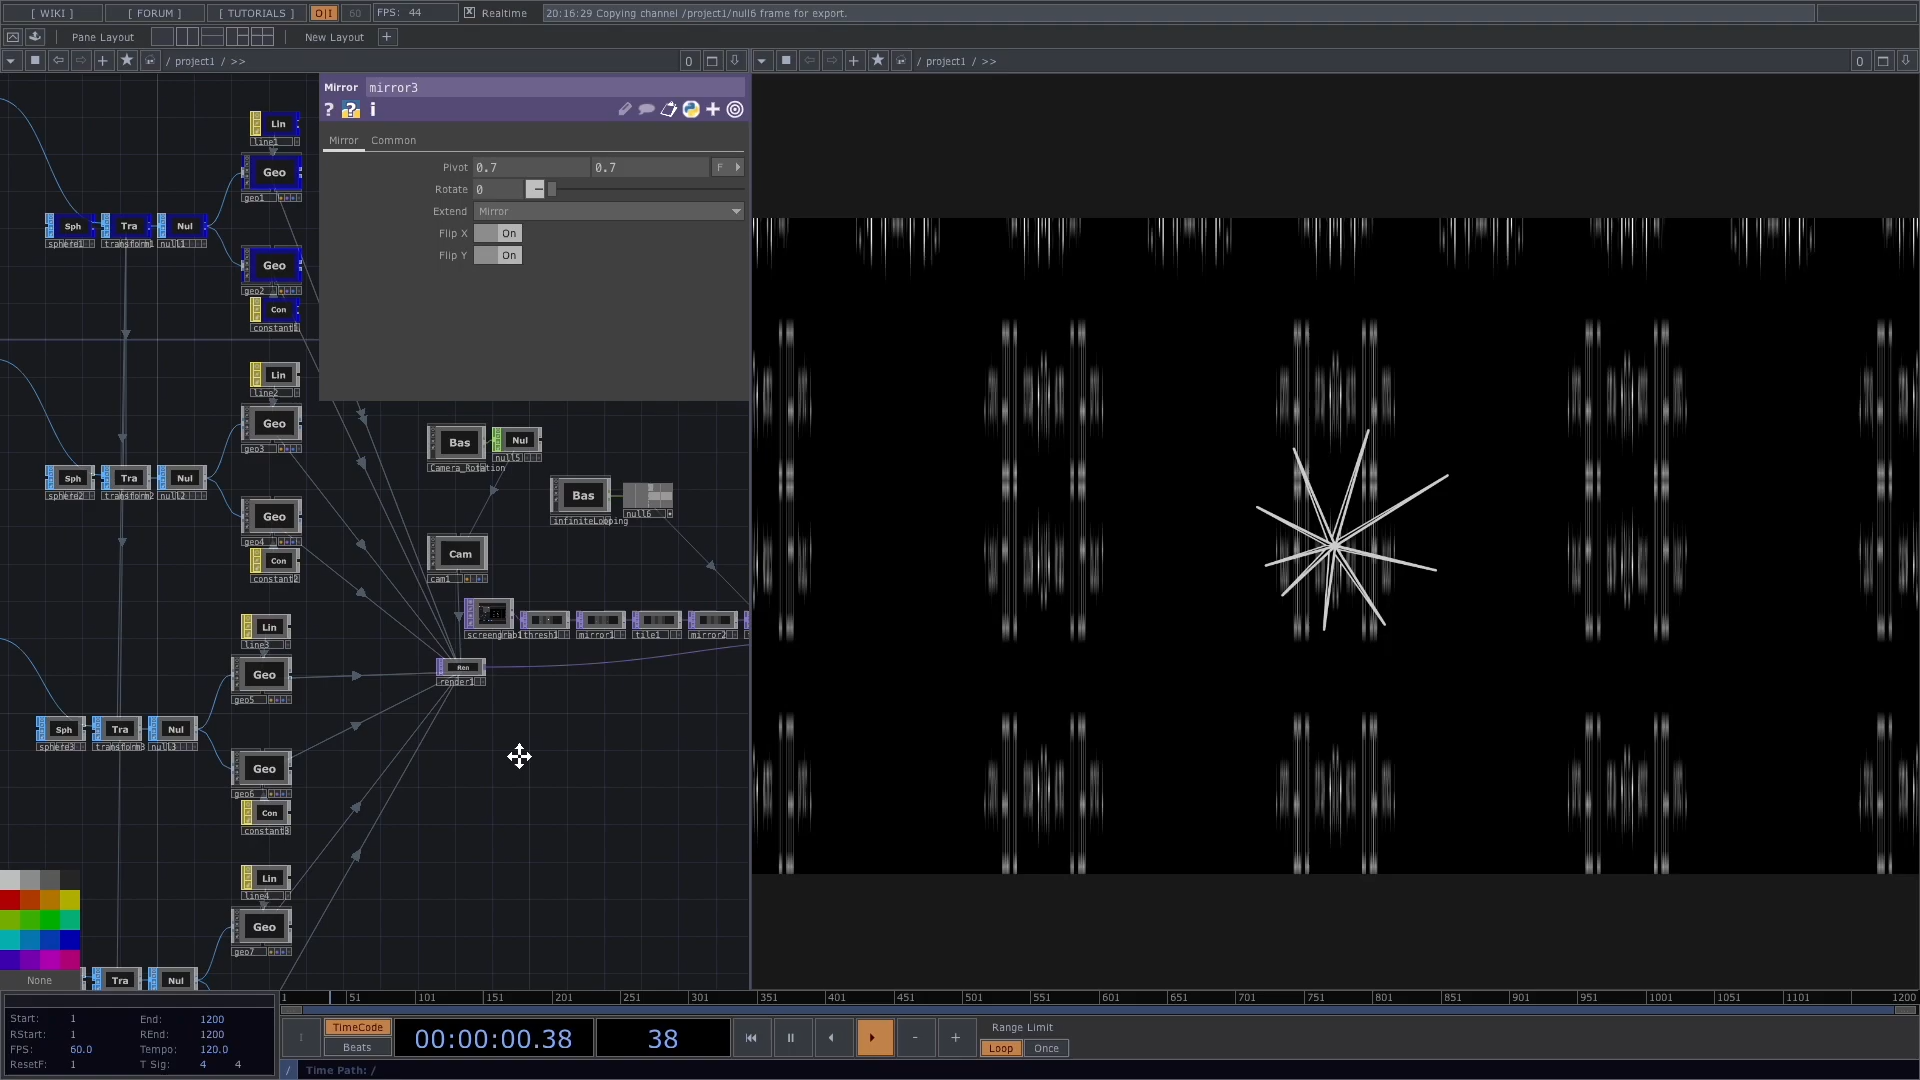 [ WIKI ]
[ FORUM ]
[ TUTORIALS ]
O|I
60
FPS: 44
Realtime
20:16:29 Copying channel /project1/null6 frame for export.
Pane Layout
New Layout
/ project1 / >>
0
/ project1 / >>
0
Mirror mirror3
? ? i
Mirror
Common
Pivot 0.7 0.7 F
Rotate 0
Extend Mirror
Flip X On
Flip Y On
Lin
line1
Geo
geo1
Sph
Tra
Nul
sphere1
transform1
null1
Geo
geo2
Con
constant1
Lin
line2
Geo
geo3
Sph
Tra
Nul
sphere2
transform2
null2
Geo
geo4
Con
constant2
Bas
Nul
Camera_Rotation
null5
Bas
infiniteLooping
null6
Cam
cam1
thresh1
mirror1
tile1
mirror2
Ren
render1
Lin
line3
Geo
geo5
Sph
Tra
Nul
sphere3
transform3
null3
Geo
geo6
Con
constant3
Lin
line4
Geo
geo7
Tra
Nul
None
1 51 101 151 201 251 301 351 401 451 501 551 601 651 701 751 801 851 901 951 1001 1051 1101 1200
Start: 1 End: 1200
RStart: 1 REnd: 1200
FPS: 60.0 Tempo: 120.0
ResetF: 1 T Sig: 4 4
TimeCode
Beats
00:00:00.38
38
Range Limit
Loop
Once
/ Time Path: /